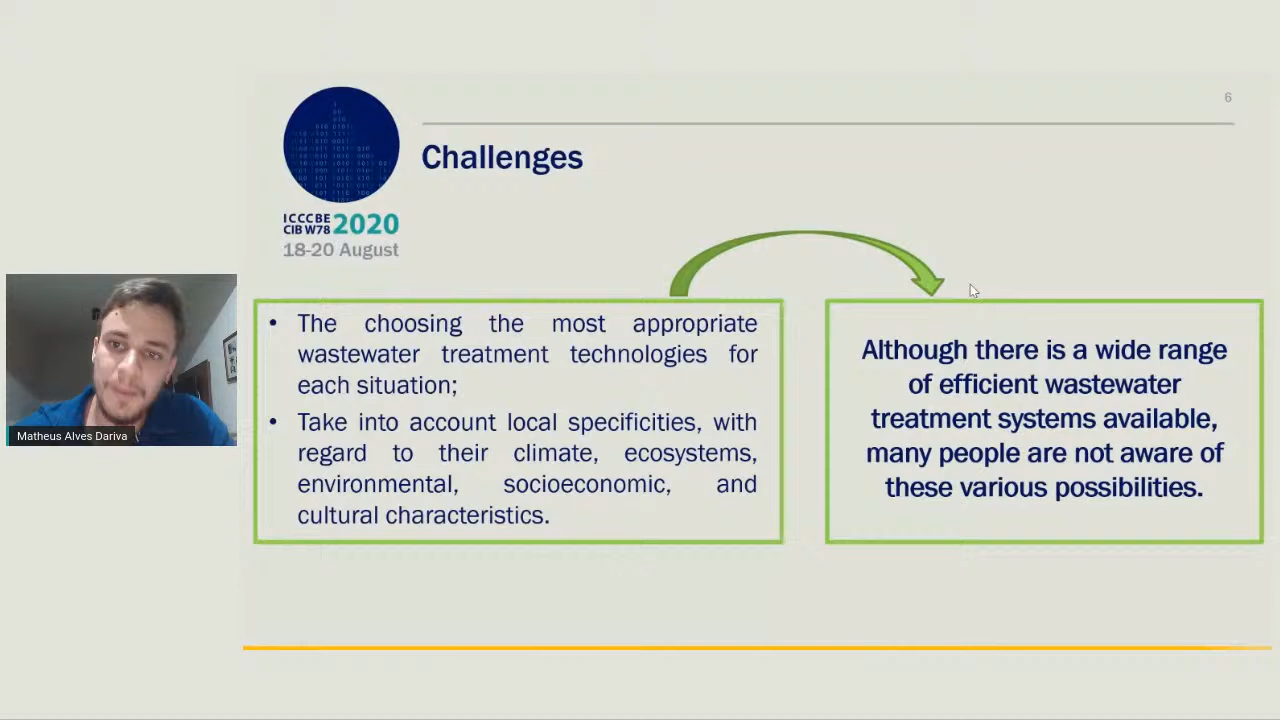 6
Challenges
ICCCBE
CIB W78 2020
18-20 August
• The choosing the most appropriate
wastewater treatment technologies for
each situation;
• Take into account local specificities, with
regard to their climate, ecosystems,
environmental, socioeconomic, and
cultural characteristics.
Although there is a wide range
of efficient wastewater
treatment systems available,
many people are not aware of
these various possibilities.
Matheus Alves Dariva